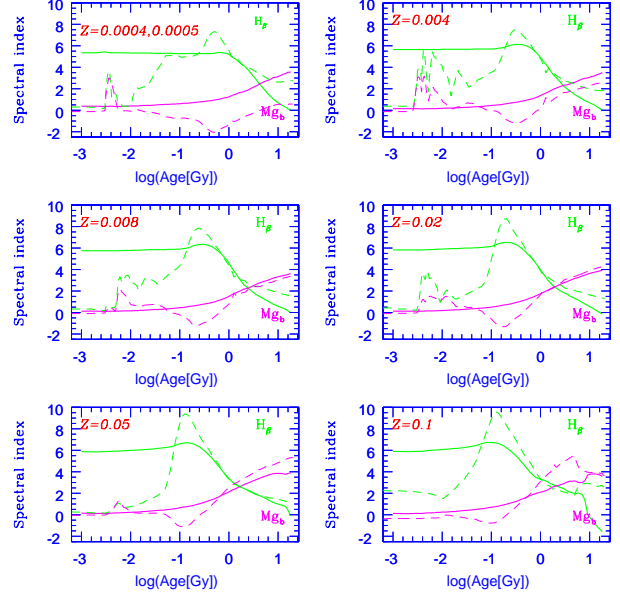 10
8
6
4
2
0
-2
Spectral index
Z=0.0004,0.0005
Hβ
Mgb
-3 -2 -1 0 1
log(Age[Gy])
10
8
6
4
2
0
-2
Spectral index
Z=0.004
Hβ
Mgb
-3 -2 -1 0 1
log(Age[Gy])
10
8
6
4
2
0
-2
Spectral index
Z=0.008
Hβ
Mgb
-3 -2 -1 0 1
log(Age[Gy])
10
8
6
4
2
0
-2
Spectral index
Z=0.02
Hβ
Mgb
-3 -2 -1 0 1
log(Age[Gy])
10
8
6
4
2
0
-2
Spectral index
Z=0.05
Hβ
Mgb
-3 -2 -1 0 1
log(Age[Gy])
10
8
6
4
2
0
-2
Spectral index
Z=0.1
Hβ
Mgb
-3 -2 -1 0 1
log(Age[Gy])